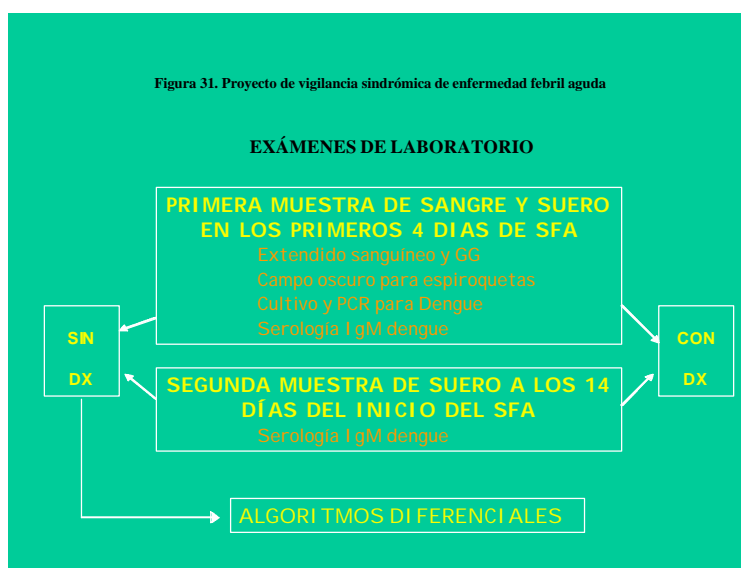 Figura 31. Proyecto de vigilancia sindrómica de enfermedad febril aguda
EXÁMENES DE LABORATORIO
PRIMERA MUESTRA DE SANGRE Y SUERO
EN LOS PRIMEROS 4 DIAS DE SFA
Extendido sanguíneo y GG
Campo oscuro para espiroquetas
Cultivo y PCR para Dengue
Serología IgM dengue
SIN
DX
CON
DX
SEGUNDA MUESTRA DE SUERO A LOS 14
DÍAS DEL INICIO DEL SFA
Serología IgM dengue
ALGORITMOS DIFERENCIALES